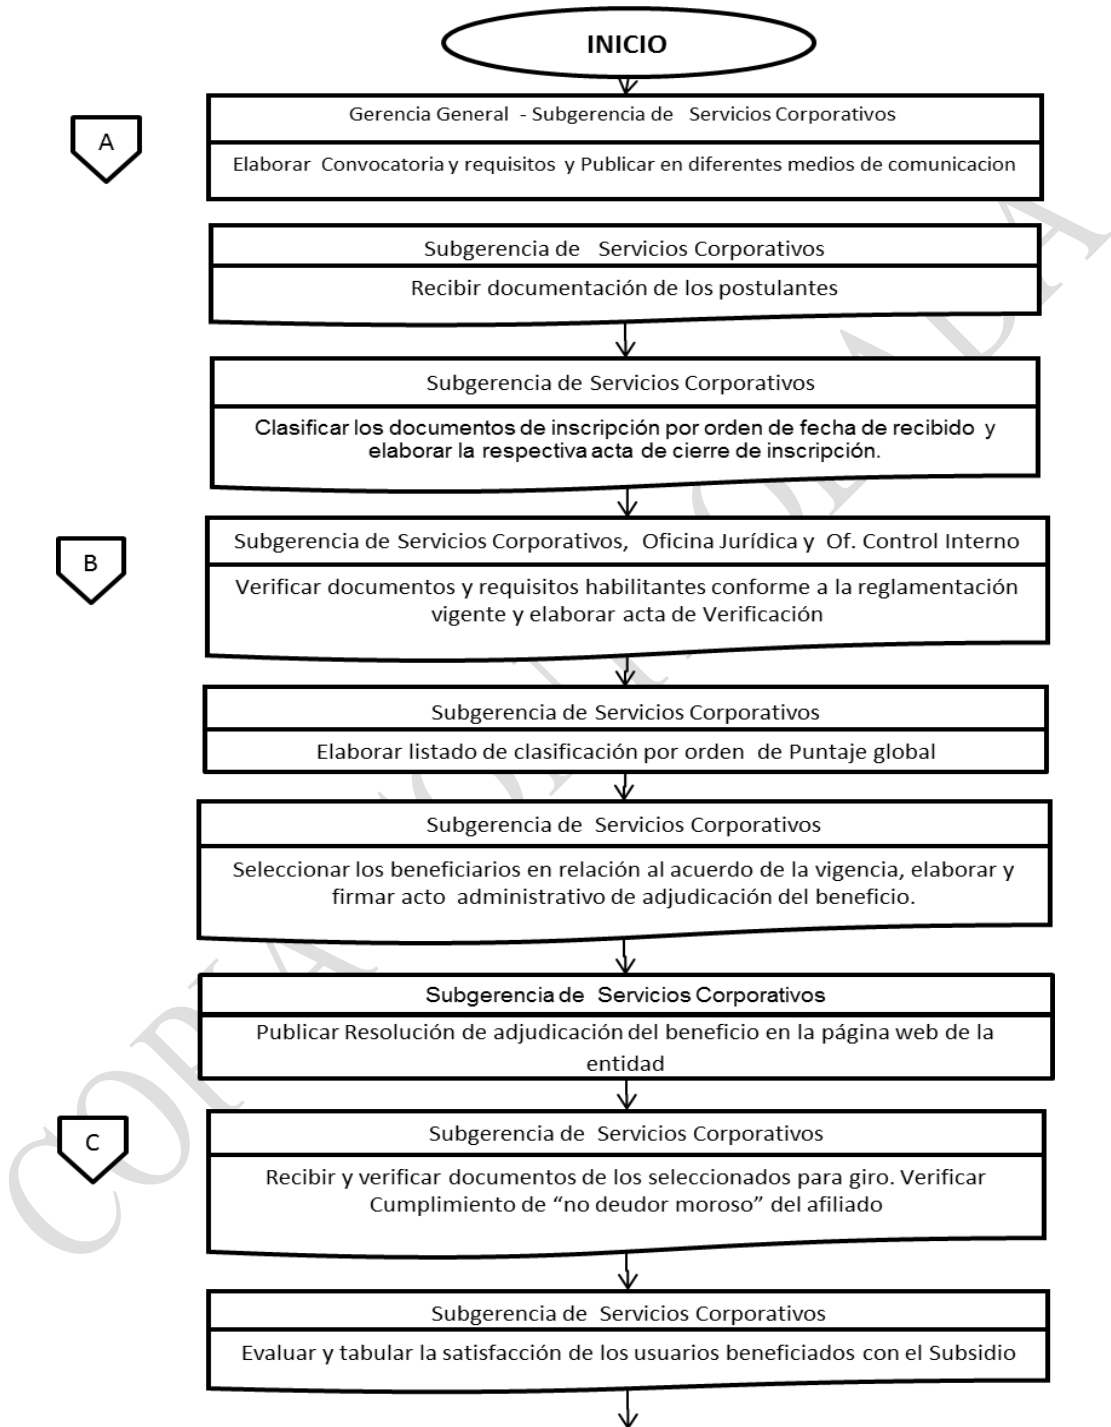 INICIO
A
Gerencia General - Subgerencia de Servicios Corporativos
Elaborar Convocatoria y requisitos y Publicar en diferentes medios de comunicacion
Subgerencia de Servicios Corporativos
Recibir documentación de los postulantes
Subgerencia de Servicios Corporativos
Clasificar los documentos de inscripción por orden de fecha de recibido y
elaborar la respectiva acta de cierre de inscripción.
B
Subgerencia de Servicios Corporativos, Oficina Jurídica y Of. Control Interno
Verificar documentos y requisitos habilitantes conforme a la reglamentación
vigente y elaborar acta de Verificación
Subgerencia de Servicios Corporativos
Elaborar listado de clasificación por orden de Puntaje global
Subgerencia de Servicios Corporativos
Seleccionar los beneficiarios en relación al acuerdo de la vigencia, elaborar y
firmar acto administrativo de adjudicación del beneficio.
Subgerencia de Servicios Corporativos
Publicar Resolución de adjudicación del beneficio en la página web de la
entidad
C
Subgerencia de Servicios Corporativos
Recibir y verificar documentos de los seleccionados para giro. Verificar
Cumplimiento de “no deudor moroso” del afiliado
Subgerencia de Servicios Corporativos
Evaluar y tabular la satisfacción de los usuarios beneficiados con el Subsidio
COPIA CONTROLADA